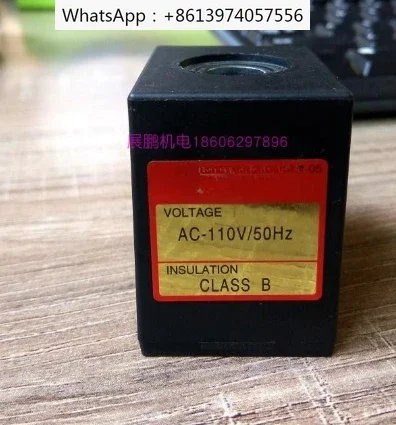 WhatsApp: +8613974057556
展鹏机电18606297896
VOLTAGE
AC-110V/50Hz
INSULATION
CLASS B